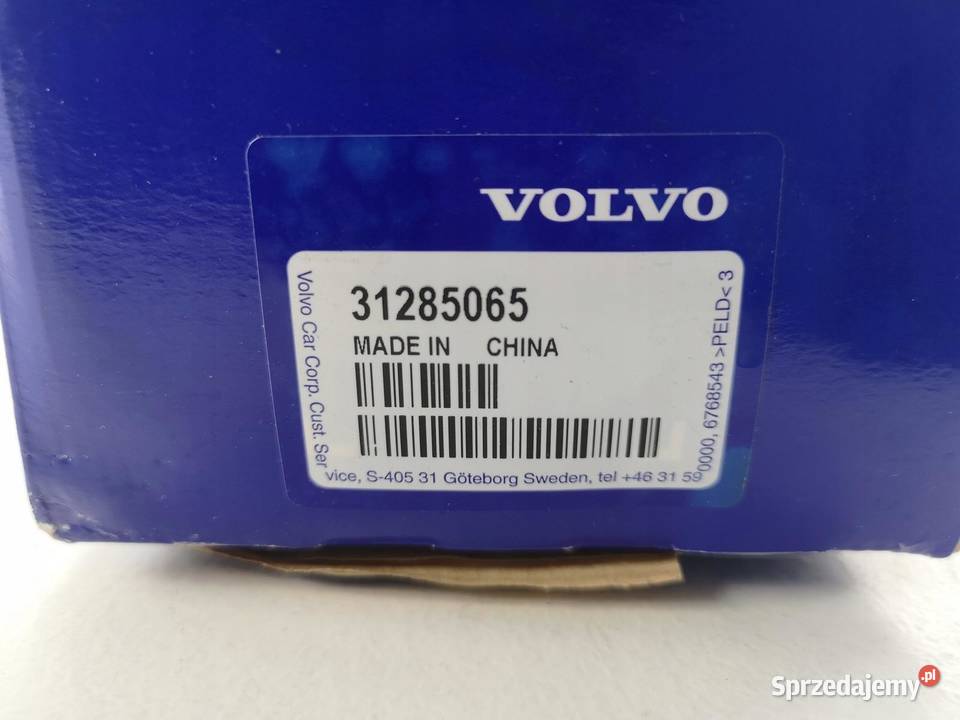 VOLVO
31285065
MADE IN CHINA
Volvo Car Corp. Cust. Ser
vice, S-405 31 Göteborg Sweden, tel +46 31 59
0000, 6768543 >PELD< 3
Sprzedajemy.pl